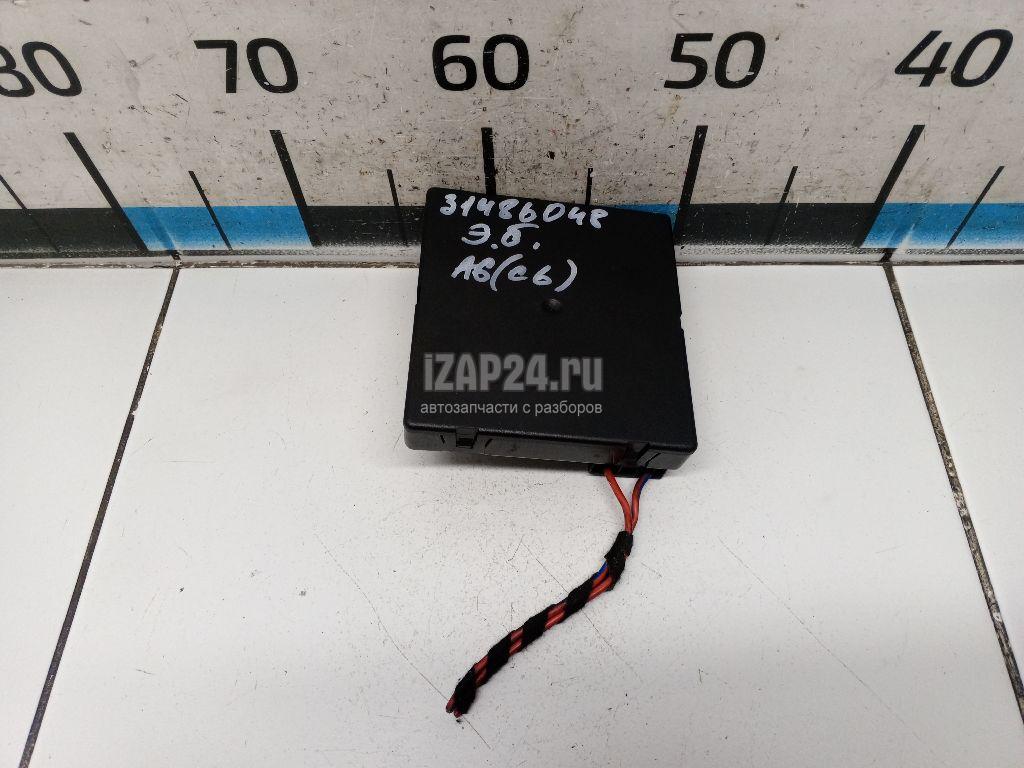 80 70 60 50 40
31486048
Э.б.
A6(c6)
iZAP24.ru
автозапчасти с разборов